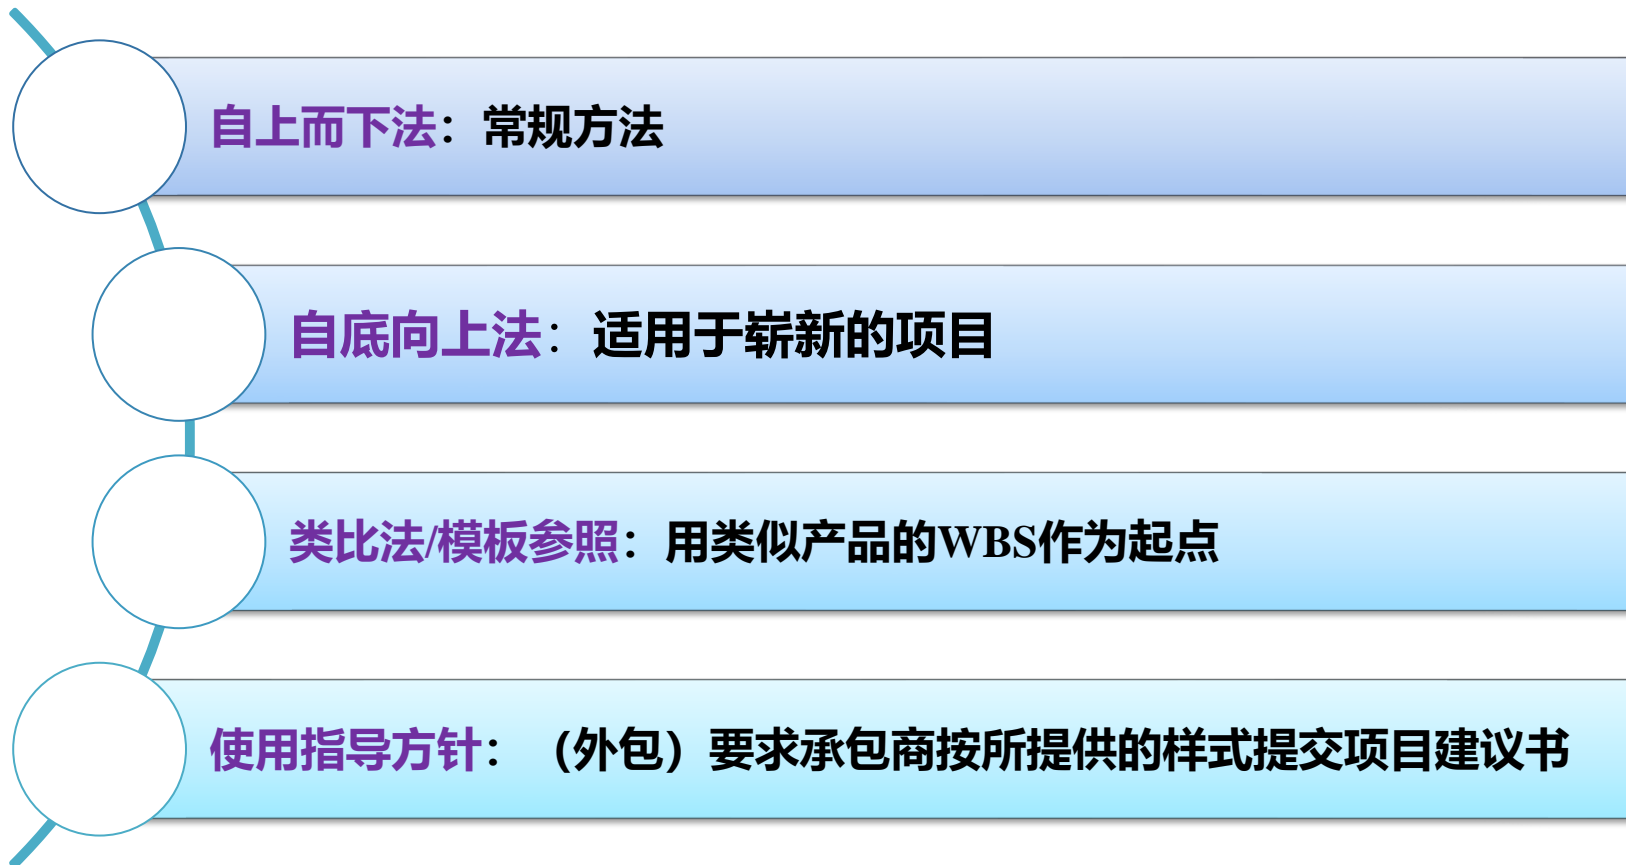 自上而下法：常规方法
自底向上法：适用于崭新的项目
类比法/模板参照：用类似产品的WBS作为起点
使用指导方针：（外包）要求承包商按所提供的样式提交项目建议书